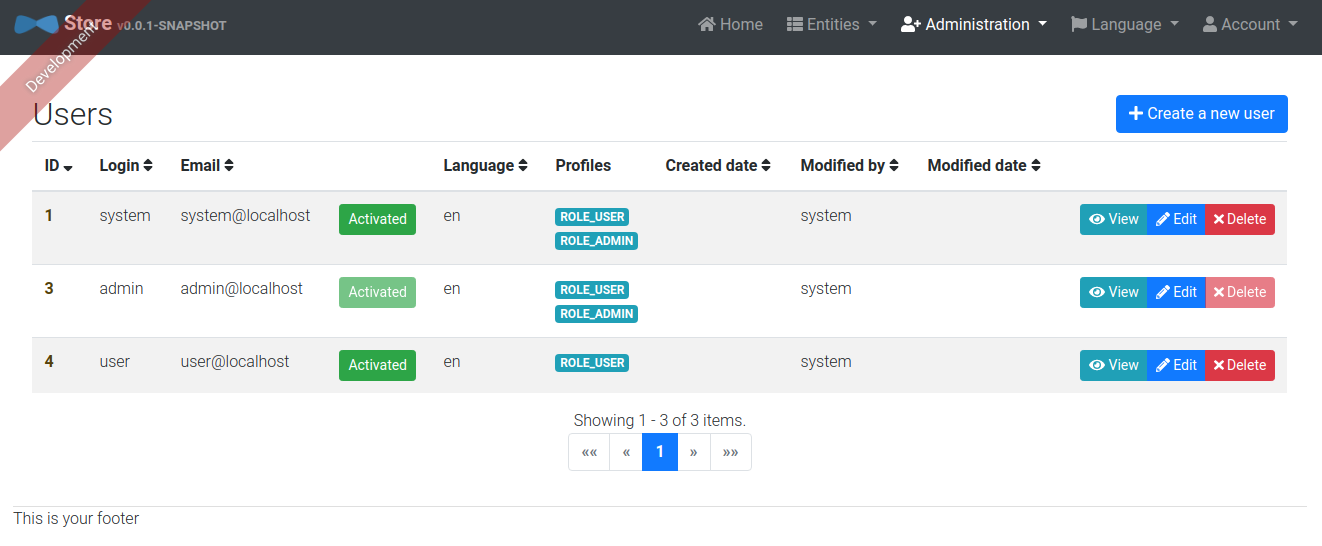 Store v0.0.1-SNAPSHOT Home Entities Administration Language Account
Development
Users Create a new user
ID Login Email Language Profiles Created date Modified by Modified date
1 system system@localhost Activated en ROLE_USER system View Edit Delete
ROLE_ADMIN
3 admin admin@localhost Activated en ROLE_USER system View Edit Delete
ROLE_ADMIN
4 user user@localhost Activated en ROLE_USER system View Edit Delete
Showing 1 - 3 of 3 items.
«« « 1 » »»
This is your footer